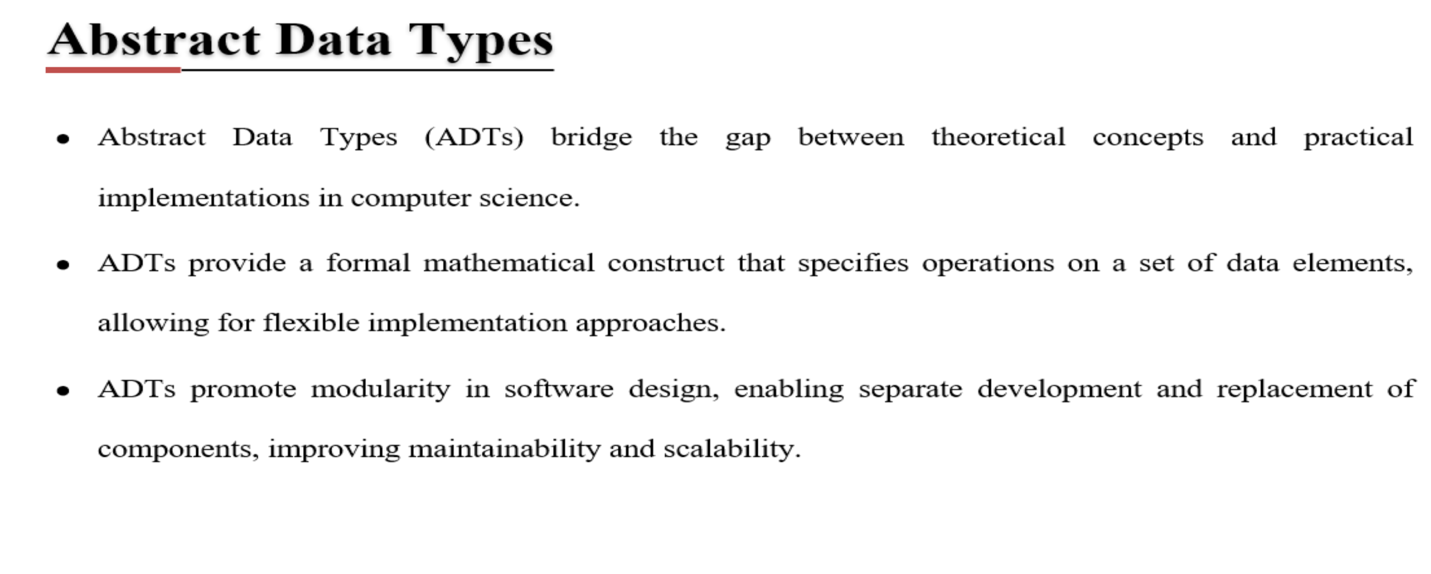 Abstract Data Types
• Abstract Data Types (ADTs) bridge the gap between theoretical concepts and practical
implementations in computer science.
• ADTs provide a formal mathematical construct that specifies operations on a set of data elements,
allowing for flexible implementation approaches.
• ADTs promote modularity in software design, enabling separate development and replacement of
components, improving maintainability and scalability.